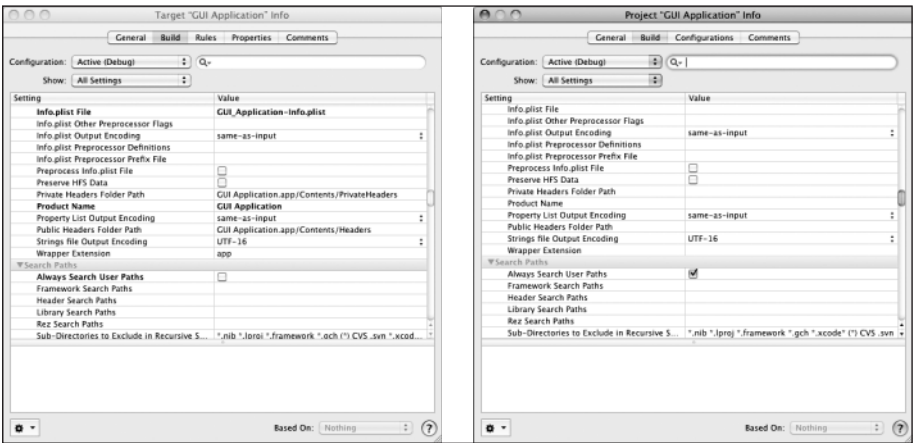 Target "GUI Application" Info
General Build Rules Properties Comments
Configuration: Active (Debug)
Show: All Settings
Setting Value
Info.plist File GUI_Application-Info.plist
Info.plist Other Preprocessor Flags
Info.plist Output Encoding same-as-input
Info.plist Preprocessor Definitions
Info.plist Preprocessor Prefix File
Preprocess Info.plist File
Preserve HFS Data
Private Headers Folder Path GUI Application.app/Contents/PrivateHeaders
Product Name GUI Application
Property List Output Encoding same-as-input
Public Headers Folder Path GUI Application.app/Contents/Headers
Strings file Output Encoding UTF-16
Wrapper Extension app
Search Paths
Always Search User Paths
Framework Search Paths
Header Search Paths
Library Search Paths
Rez Search Paths
Sub-Directories to Exclude in Recursive S... *.nib *.lproj *.framework *.gch (*) CVS .svn *.xcod...
Based On: Nothing ?
Project "GUI Application" Info
General Build Configurations Comments
Configuration: Active (Debug)
Show: All Settings
Setting Value
Info.plist File
Info.plist Other Preprocessor Flags
Info.plist Output Encoding same-as-input
Info.plist Preprocessor Definitions
Info.plist Preprocessor Prefix File
Preprocess Info.plist File
Preserve HFS Data
Private Headers Folder Path
Product Name
Property List Output Encoding same-as-input
Public Headers Folder Path
Strings file Output Encoding UTF-16
Wrapper Extension
Search Paths
Always Search User Paths
Framework Search Paths
Header Search Paths
Library Search Paths
Rez Search Paths
Sub-Directories to Exclude in Recursive S... *.nib *.lproj *.framework *.gch *.xcode* (*) CVS .svn
Based On: Nothing ?